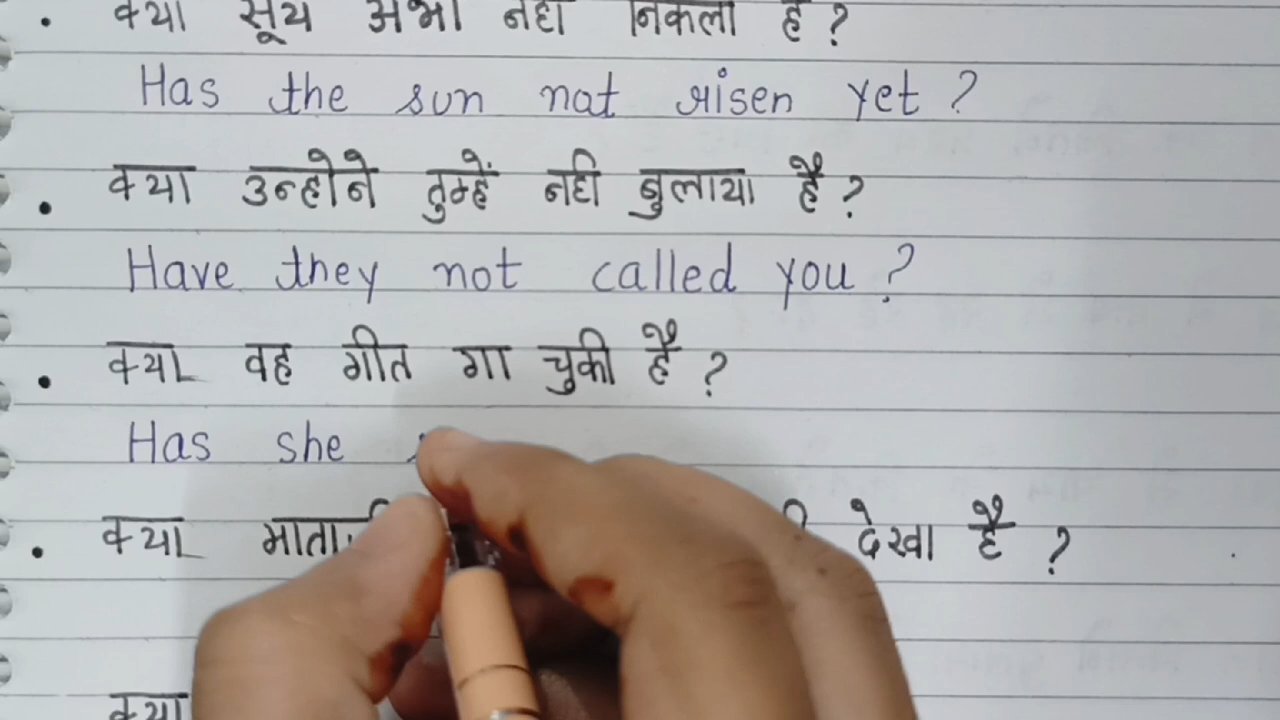 • क्या सूर्य अभी नही निकला है ?
Has the sun not risen yet ?
• क्या उन्होने तुम्हें नही बुलाया है ?
Have they not called you ?
• क्या वह गीत गा चुकी है ?
Has she
• क्या देखा है ?
क्या